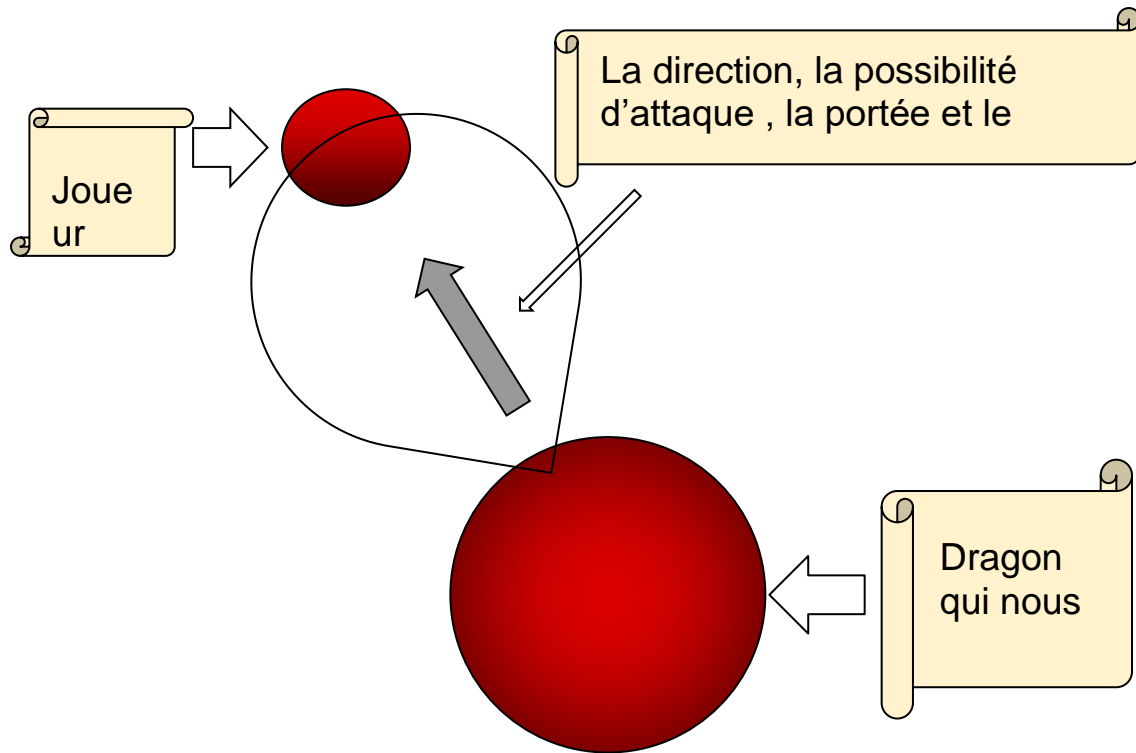 La direction, la possibilité
d’attaque , la portée et le
Joue
ur
Dragon
qui nous